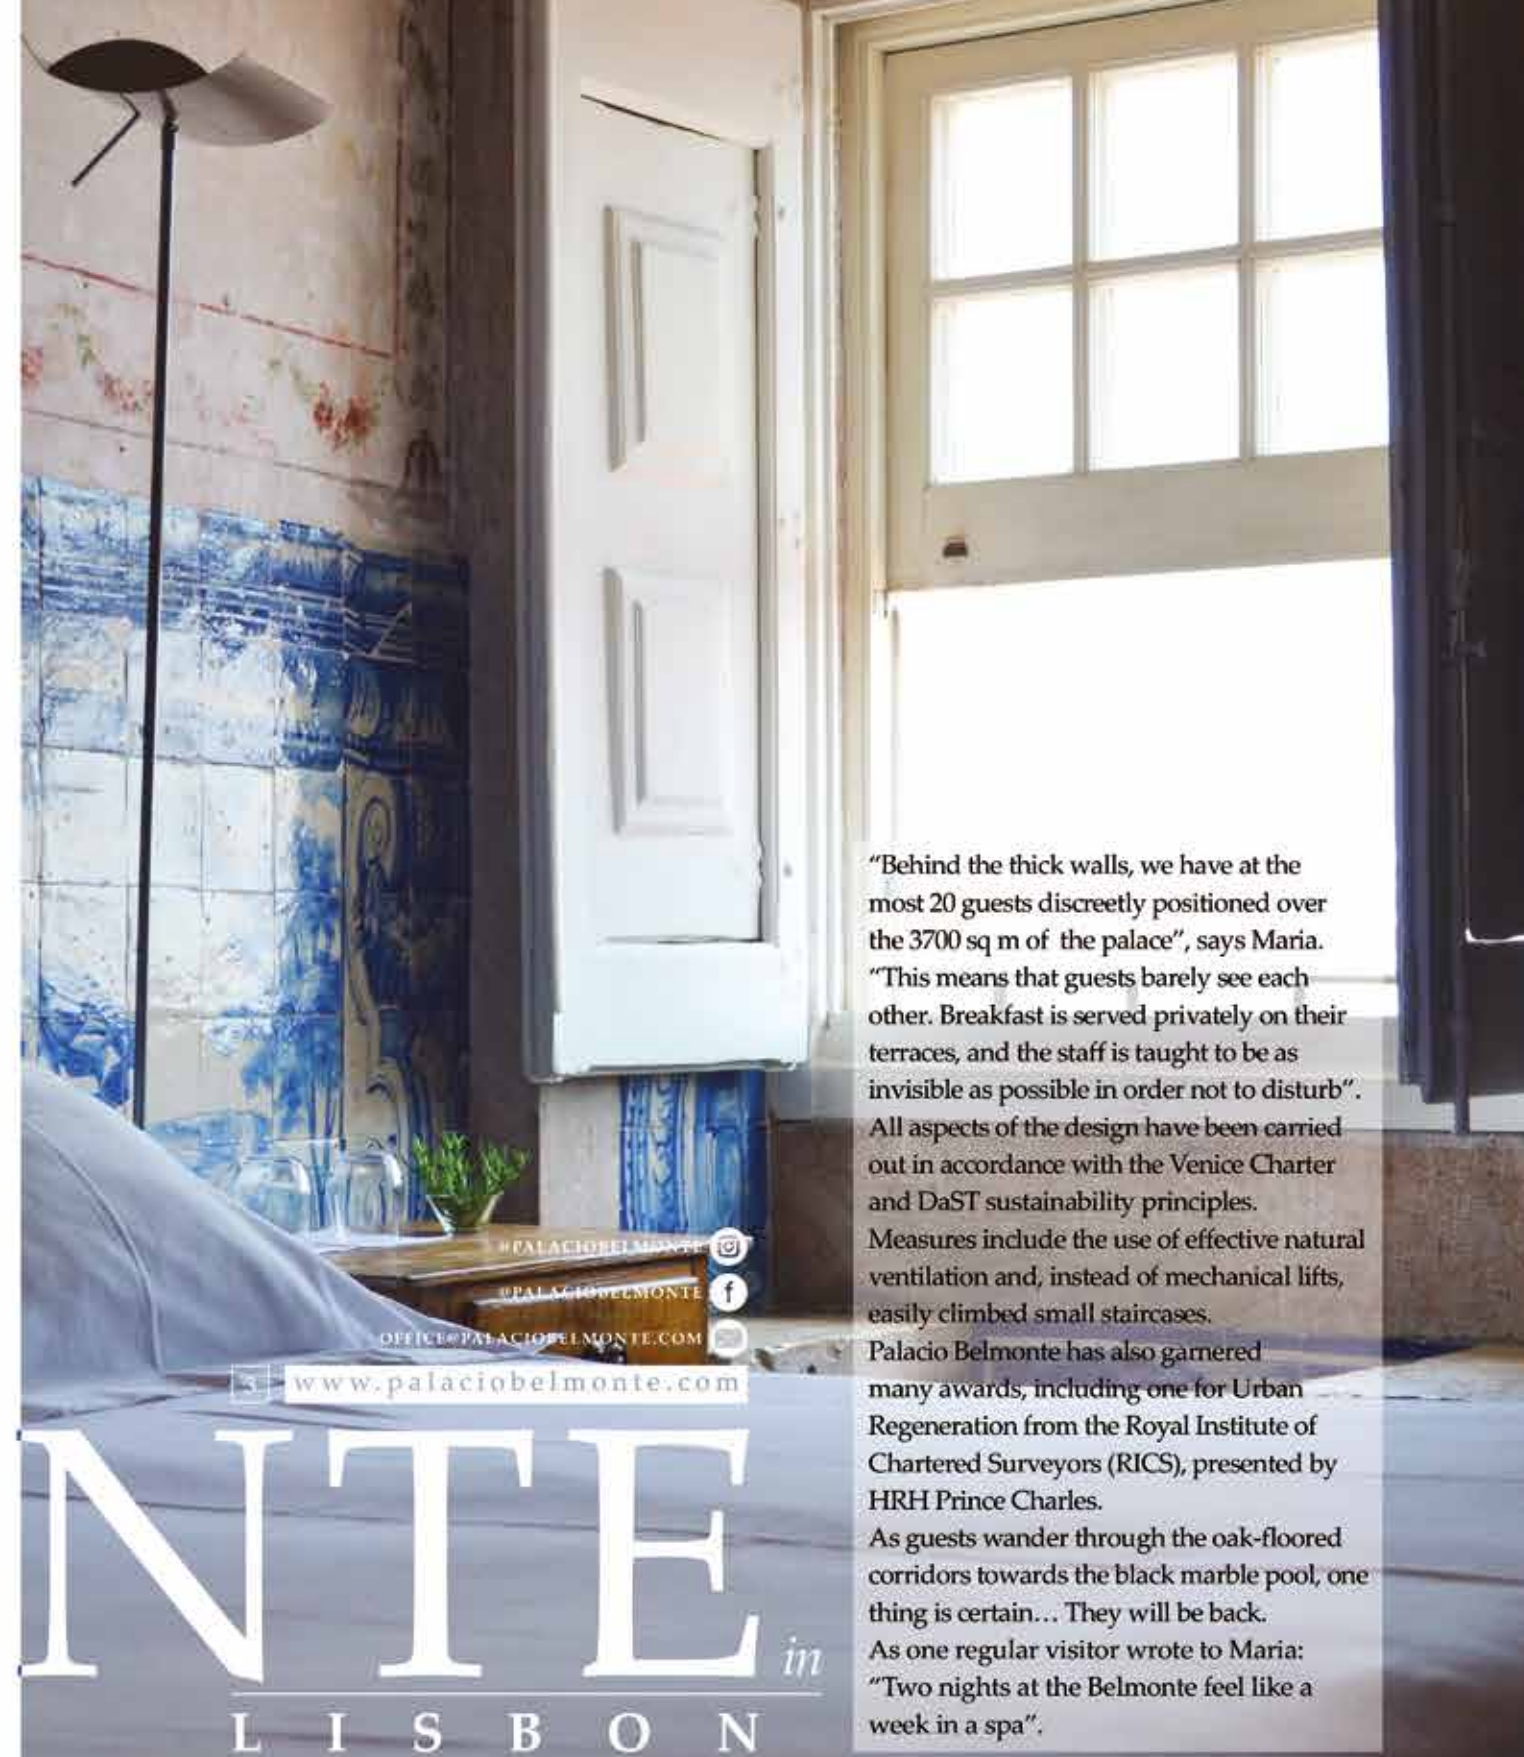 “Behind the thick walls, we have at the
most 20 guests discreetly positioned over
the 3700 sq m of the palace”, says Maria.
“This means that guests barely see each
other. Breakfast is served privately on their
terraces, and the staff is taught to be as
invisible as possible in order not to disturb”.
All aspects of the design have been carried
out in accordance with the Venice Charter
and DaST sustainability principles.
Measures include the use of effective natural
ventilation and, instead of mechanical lifts,
easily climbed small staircases.
Palacio Belmonte has also garnered
many awards, including one for Urban
Regeneration from the Royal Institute of
Chartered Surveyors (RICS), presented by
HRH Prince Charles.
As guests wander through the oak-floored
corridors towards the black marble pool, one
thing is certain… They will be back.
As one regular visitor wrote to Maria:
“Two nights at the Belmonte feel like a
week in a spa”.
@PALACIOBELMONTE
@PALACIOBELMONTE f
OFFICE@PALACIOBELMONTE.COM
www.palaciobelmonte.com
NTE in
LISBON